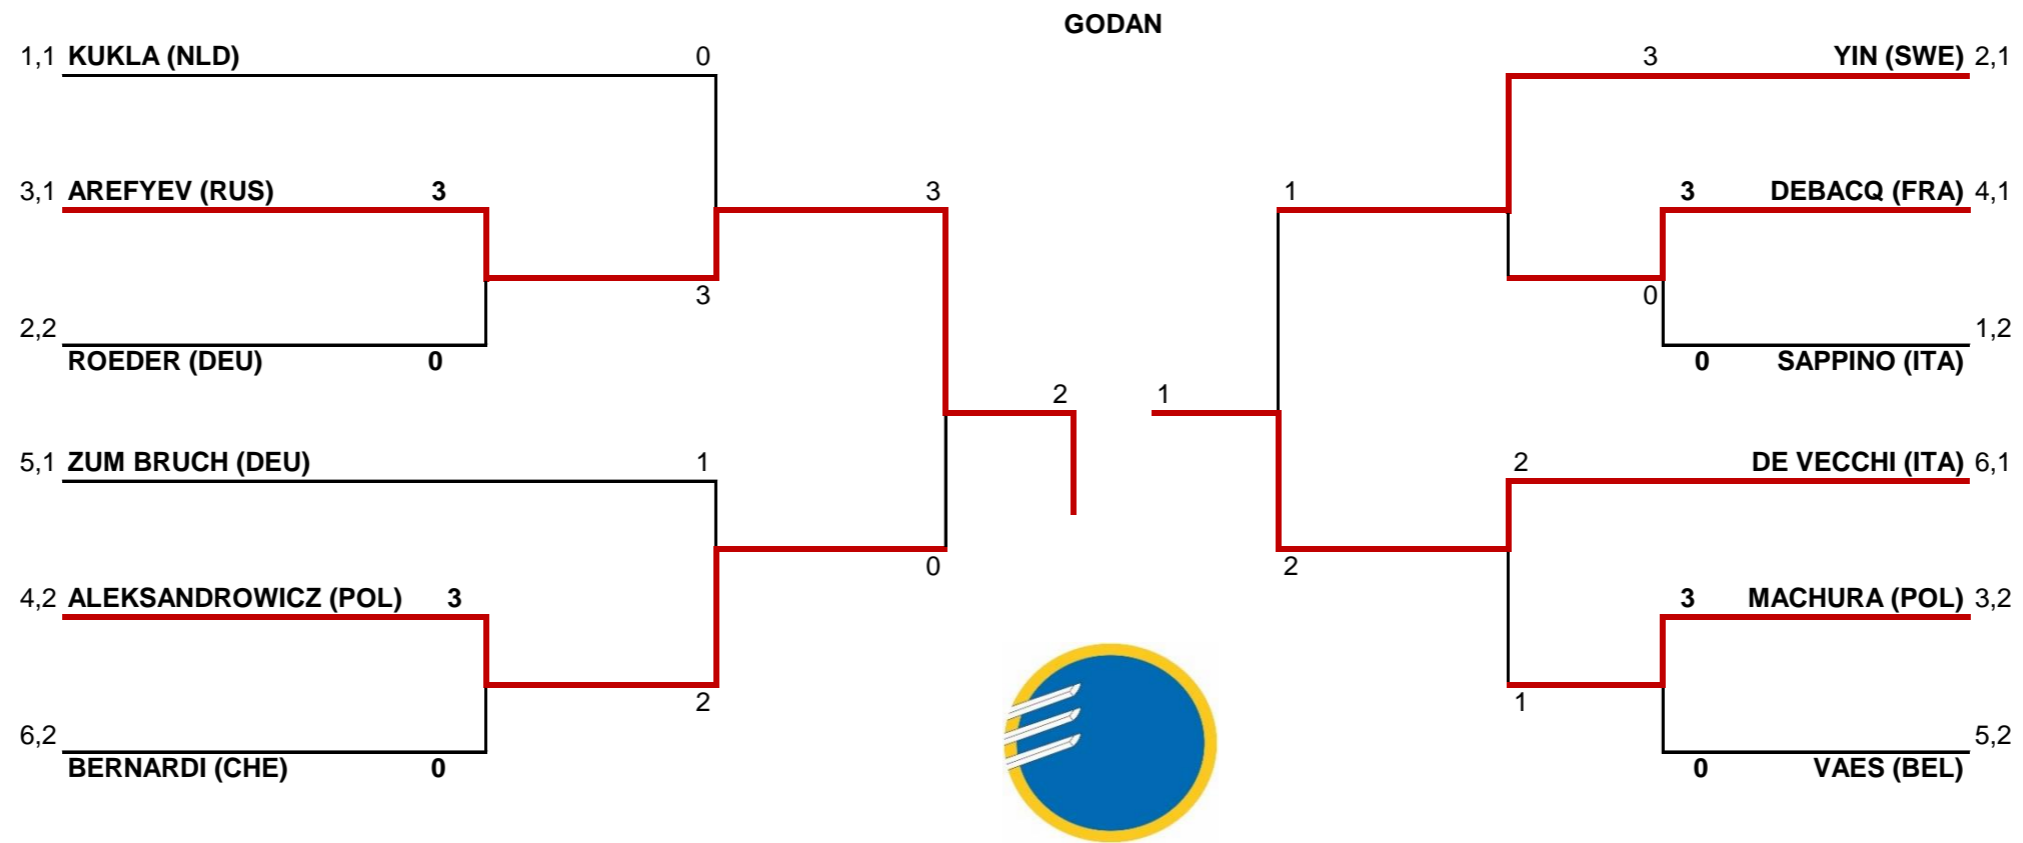 GODAN
1,1 KUKLA (NLD) 0
3 YIN (SWE) 2,1
3,1 AREFYEV (RUS) 3
3
1
3 DEBACQ (FRA) 4,1
3
0
2,2
ROEDER (DEU) 0
1,2
0 SAPPINO (ITA)
2
1
5,1 ZUM BRUCH (DEU) 1
2 DE VECCHI (ITA) 6,1
0
2
4,2 ALEKSANDROWICZ (POL) 3
3 MACHURA (POL) 3,2
2
1
6,2
BERNARDI (CHE) 0
5,2
0 VAES (BEL)